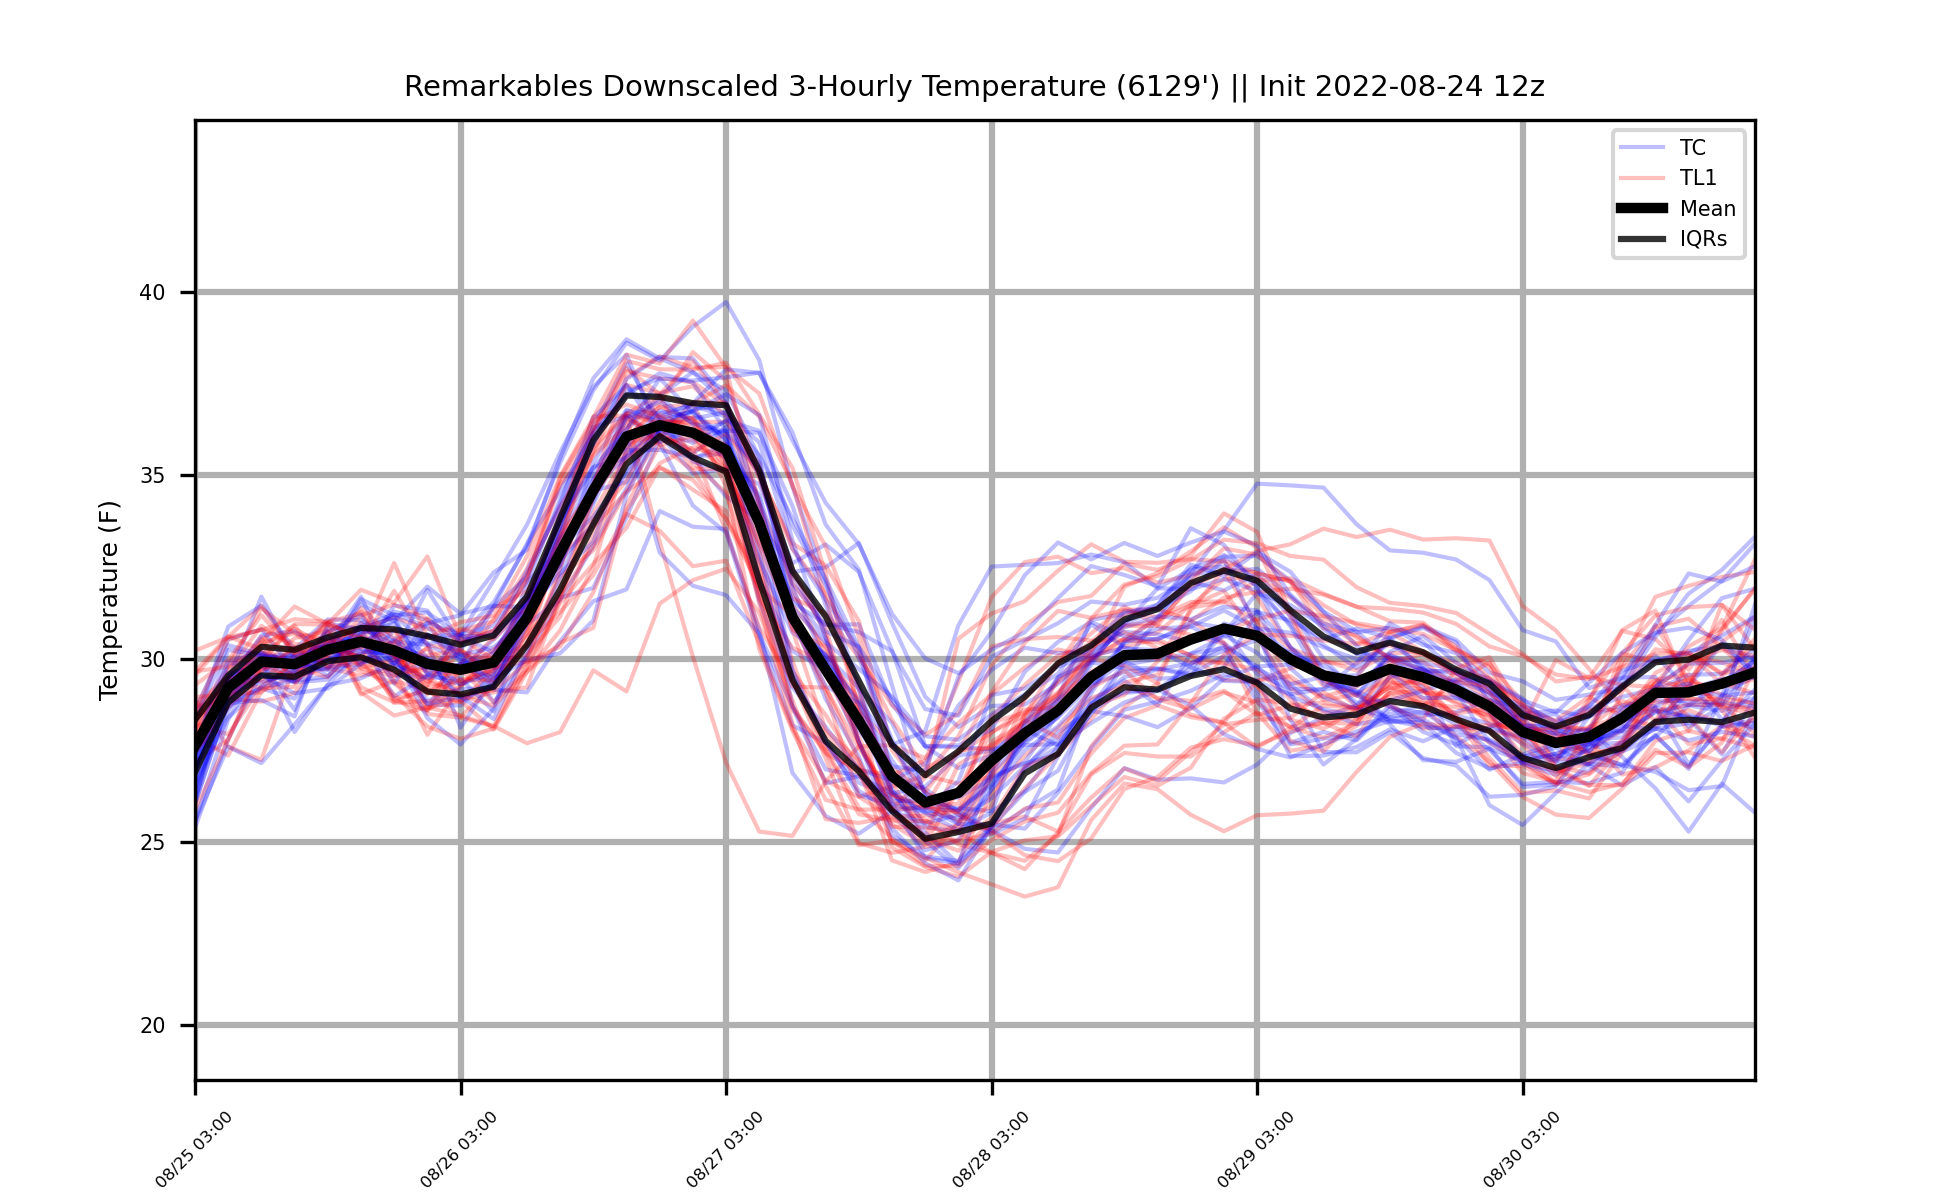 Remarkables Downscaled 3-Hourly Temperature (6129') || Init 2022-08-24 12z
TC
TL1
Mean
IQRs
Temperature (F)
40
35
30
25
20
08/25 03:00
08/26 03:00
08/27 03:00
08/28 03:00
08/29 03:00
08/30 03:00